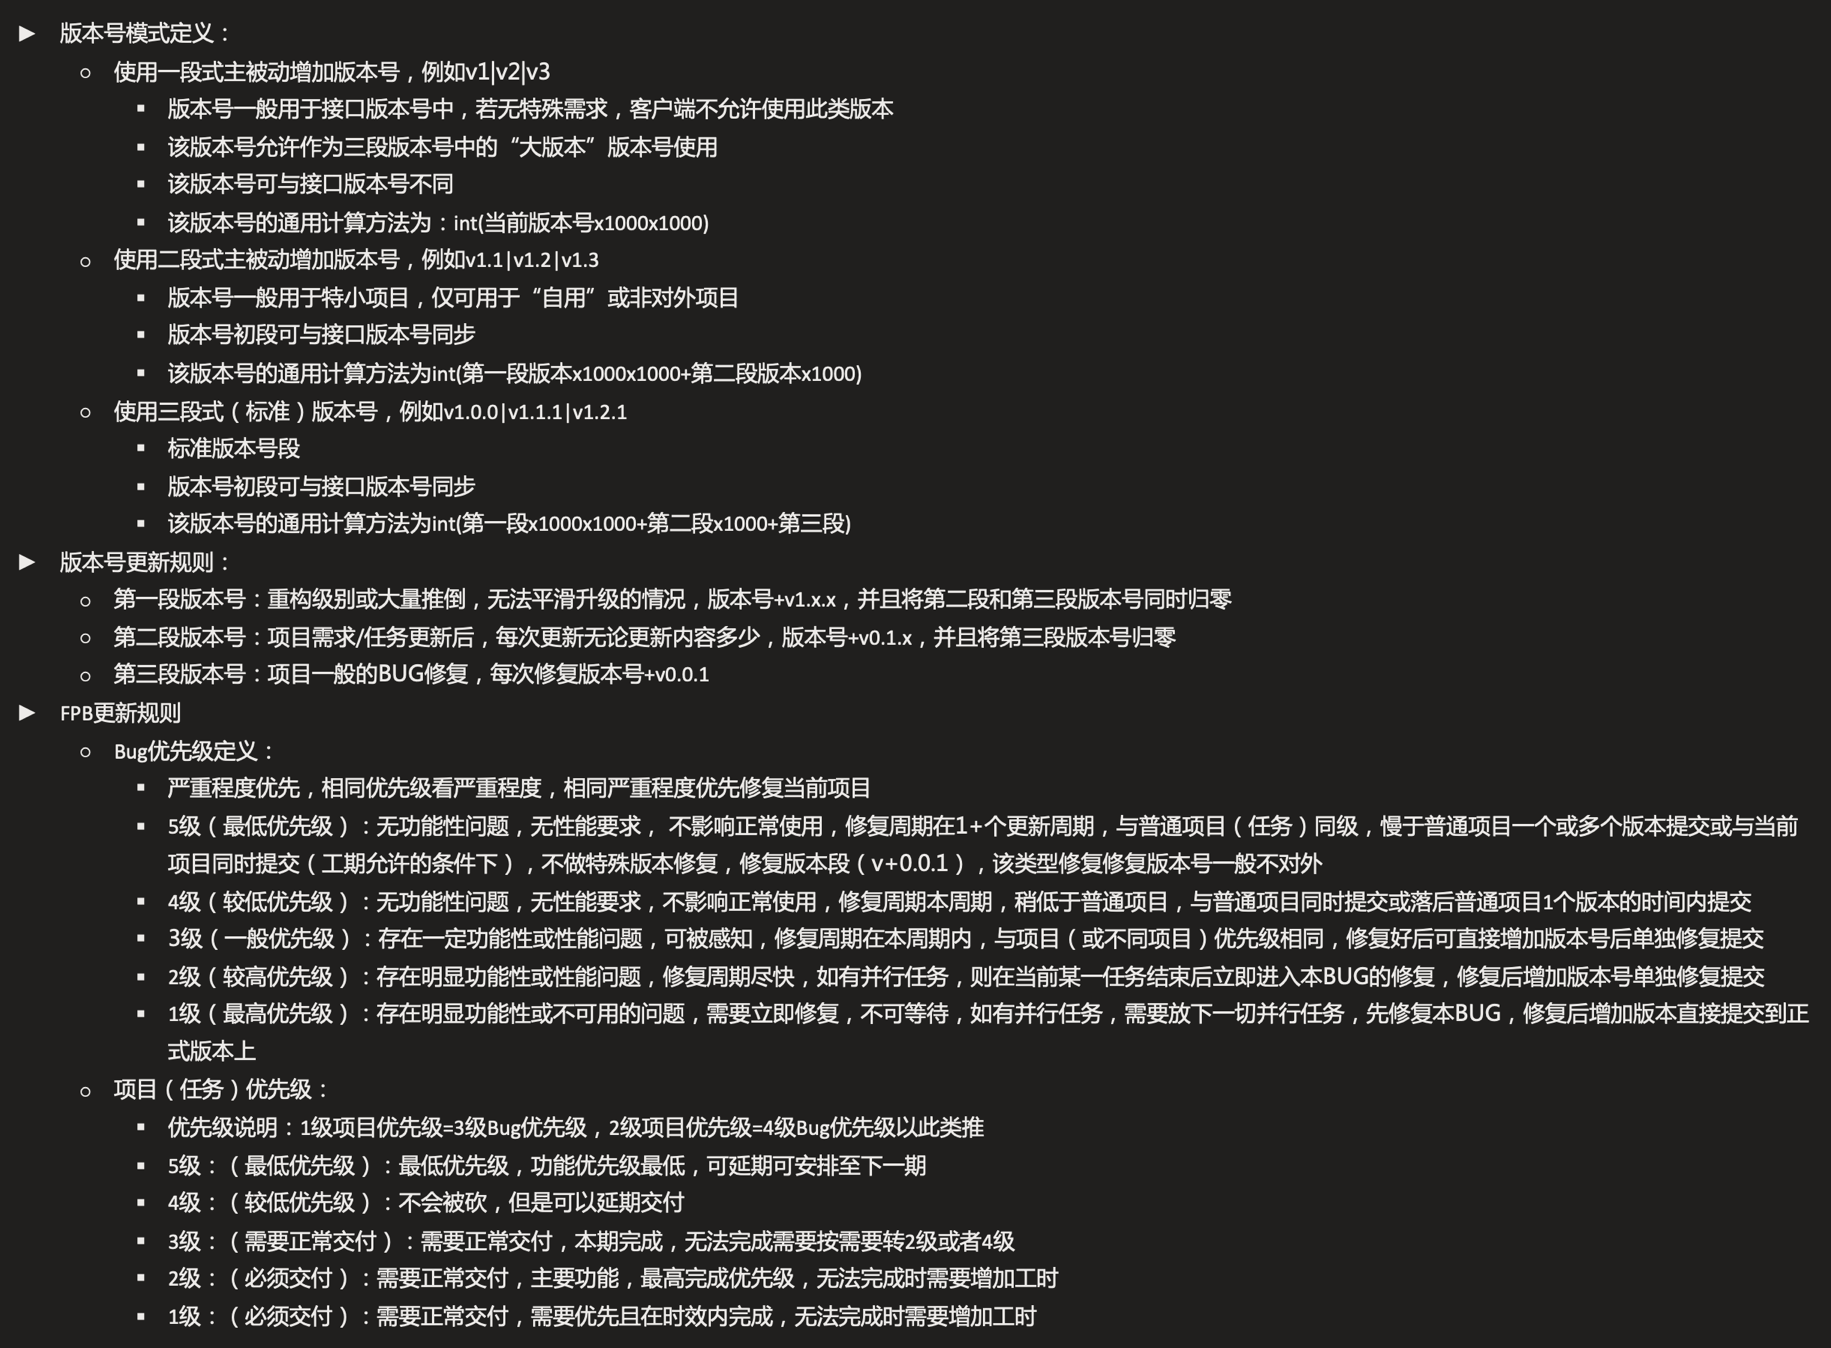 ► 版本号模式定义：
○ 使用一段式主被动增加版本号，例如v1|v2|v3
▪ 版本号一般用于接口版本号中，若无特殊需求，客户端不允许使用此类版本
▪ 该版本号允许作为三段版本号中的“大版本”版本号使用
▪ 该版本号可与接口版本号不同
▪ 该版本号的通用计算方法为：int(当前版本号x1000x1000)
○ 使用二段式主被动增加版本号，例如v1.1|v1.2|v1.3
▪ 版本号一般用于特小项目，仅可用于“自用”或非对外项目
▪ 版本号初段可与接口版本号同步
▪ 该版本号的通用计算方法为int(第一段版本x1000x1000+第二段版本x1000)
○ 使用三段式（标准）版本号，例如v1.0.0|v1.1.1|v1.2.1
▪ 标准版本号段
▪ 版本号初段可与接口版本号同步
▪ 该版本号的通用计算方法为int(第一段x1000x1000+第二段x1000+第三段)
► 版本号更新规则：
○ 第一段版本号：重构级别或大量推倒，无法平滑升级的情况，版本号+v1.x.x，并且将第二段和第三段版本号同时归零
○ 第二段版本号：项目需求/任务更新后，每次更新无论更新内容多少，版本号+v0.1.x，并且将第三段版本号归零
○ 第三段版本号：项目一般的BUG修复，每次修复版本号+v0.0.1
► FPB更新规则
○ Bug优先级定义：
▪ 严重程度优先，相同优先级看严重程度，相同严重程度优先修复当前项目
▪ 5级（最低优先级）：无功能性问题，无性能要求， 不影响正常使用，修复周期在1+个更新周期，与普通项目（任务）同级，慢于普通项目一个或多个版本提交或与当前
项目同时提交（工期允许的条件下），不做特殊版本修复，修复版本段（v+0.0.1），该类型修复修复版本号一般不对外
▪ 4级（较低优先级）：无功能性问题，无性能要求，不影响正常使用，修复周期本周期，稍低于普通项目，与普通项目同时提交或落后普通项目1个版本的时间内提交
▪ 3级（一般优先级）：存在一定功能性或性能问题，可被感知，修复周期在本周期内，与项目（或不同项目）优先级相同，修复好后可直接增加版本号后单独修复提交
▪ 2级（较高优先级）：存在明显功能性或性能问题，修复周期尽快，如有并行任务，则在当前某一任务结束后立即进入本BUG的修复，修复后增加版本号单独修复提交
▪ 1级（最高优先级）：存在明显功能性或不可用的问题，需要立即修复，不可等待，如有并行任务，需要放下一切并行任务，先修复本BUG，修复后增加版本直接提交到正
式版本上
○ 项目（任务）优先级：
▪ 优先级说明：1级项目优先级=3级Bug优先级，2级项目优先级=4级Bug优先级以此类推
▪ 5级：（最低优先级）：最低优先级，功能优先级最低，可延期可安排至下一期
▪ 4级：（较低优先级）：不会被砍，但是可以延期交付
▪ 3级：（需要正常交付）：需要正常交付，本期完成，无法完成需要按需要转2级或者4级
▪ 2级：（必须交付）：需要正常交付，主要功能，最高完成优先级，无法完成时需要增加工时
▪ 1级：（必须交付）：需要正常交付，需要优先且在时效内完成，无法完成时需要增加工时